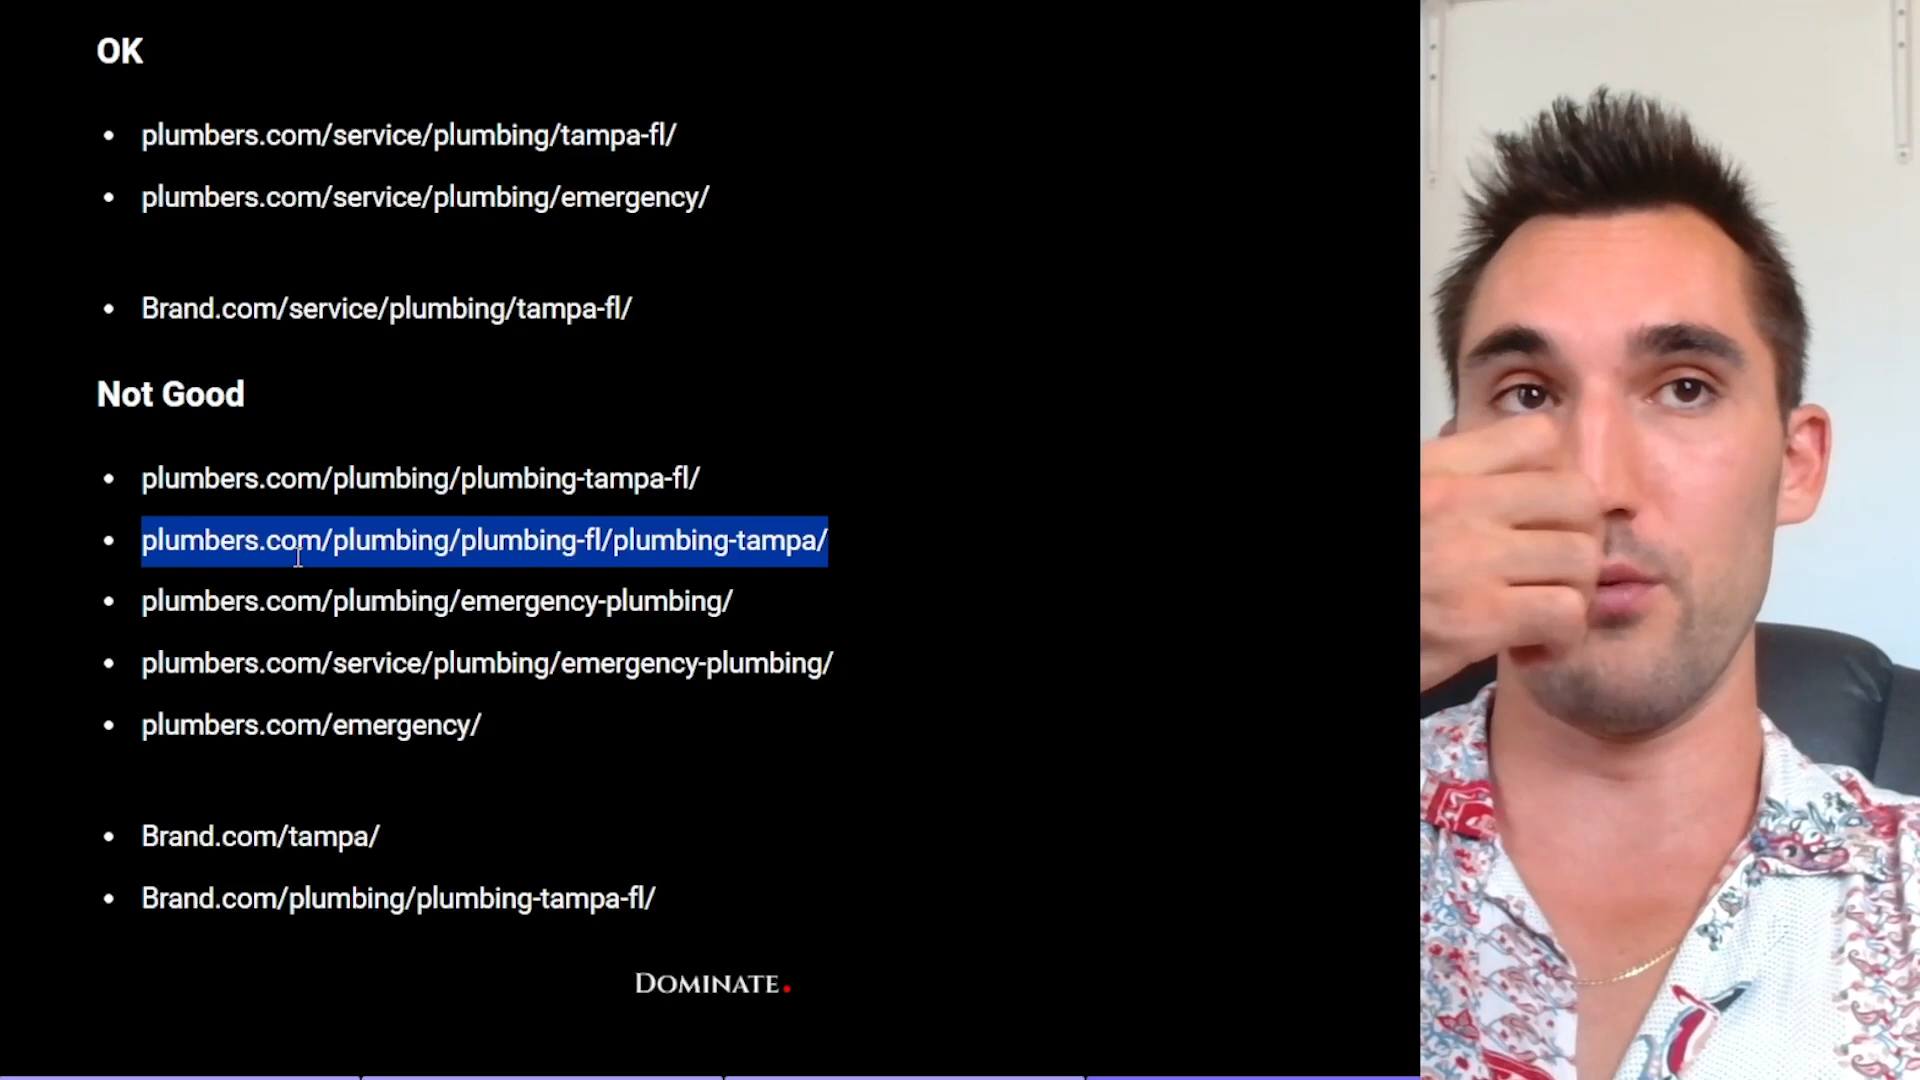 OK
• plumbers.com/service/plumbing/tampa-fl/
• plumbers.com/service/plumbing/emergency/
• Brand.com/service/plumbing/tampa-fl/
Not Good
• plumbers.com/plumbing/plumbing-tampa-fl/
• plumbers.com/plumbing/plumbing-fl/plumbing-tampa/
• plumbers.com/plumbing/emergency-plumbing/
• plumbers.com/service/plumbing/emergency-plumbing/
• plumbers.com/emergency/
• Brand.com/tampa/
• Brand.com/plumbing/plumbing-tampa-fl/
DOMINATE.